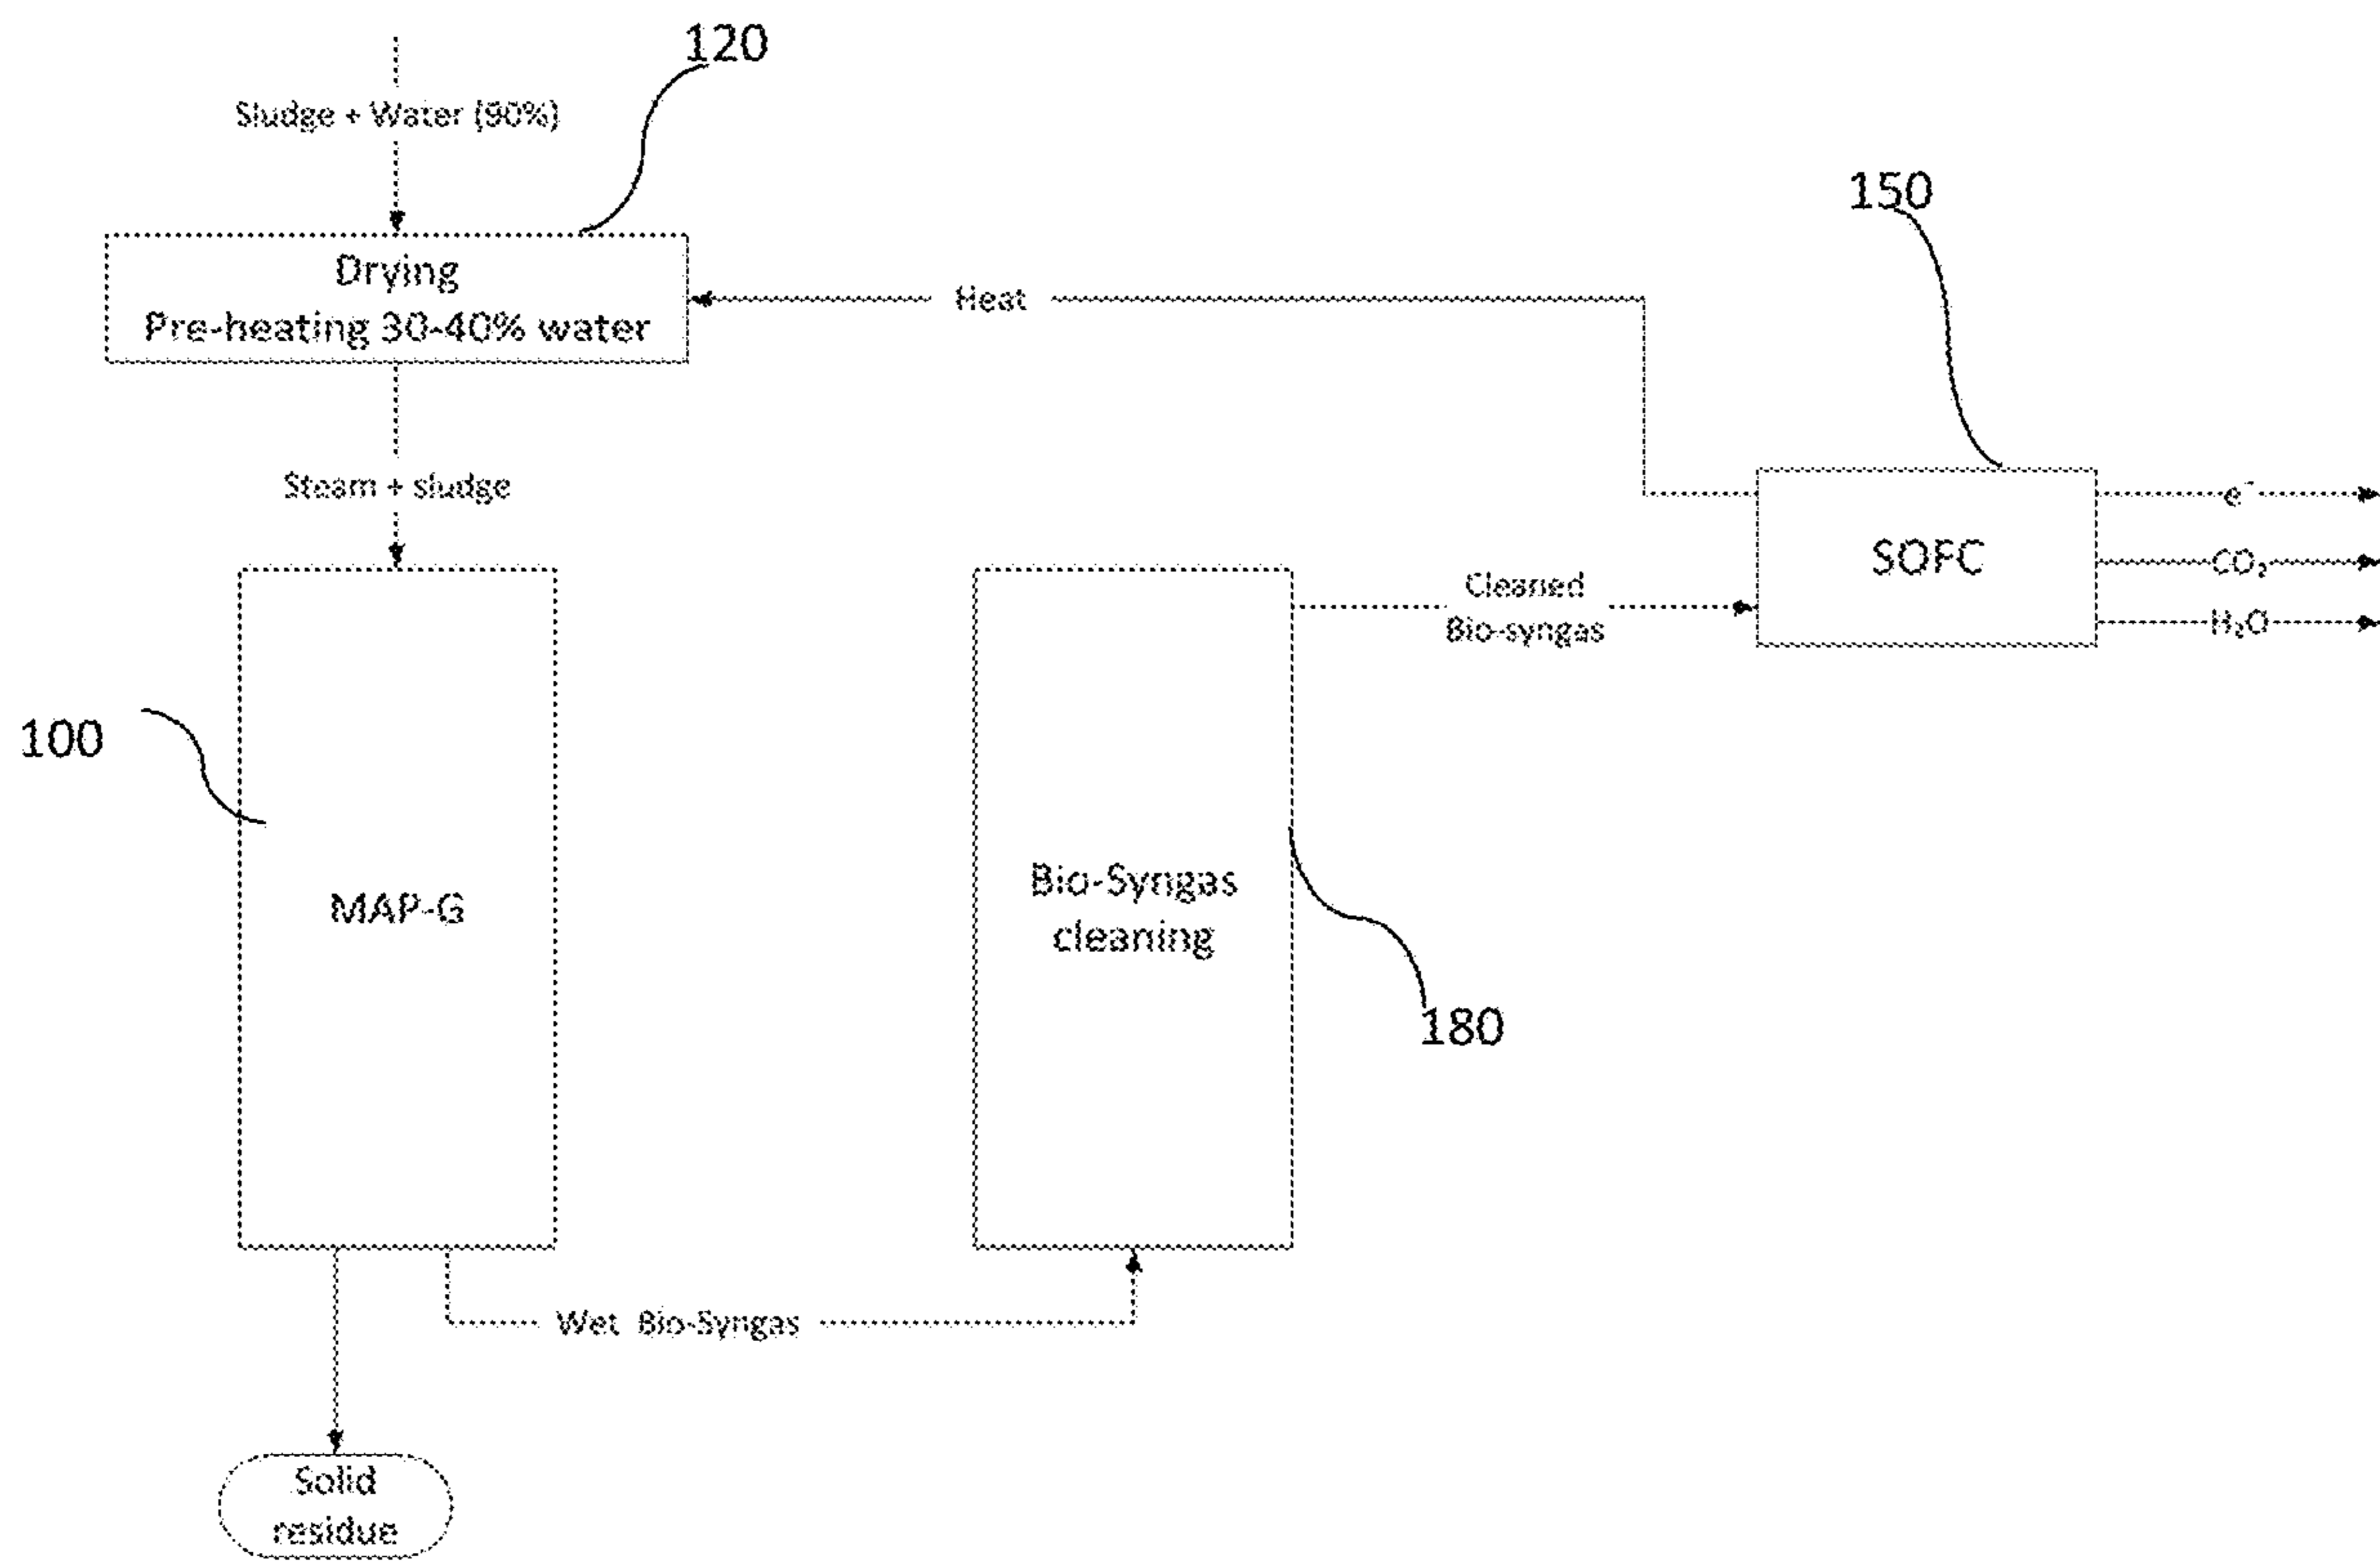 120
Sludge + Water (90%)
150
Drying
Pre-heating 30-40% water
Heat
Steam + sludge
e⁻
SOFC
CO₂
Cleaned
Bio-syngas
H₂O
100
MAP-G
Bio-Syngas
cleaning
180
Wet Bio-Syngas
Solid
residue